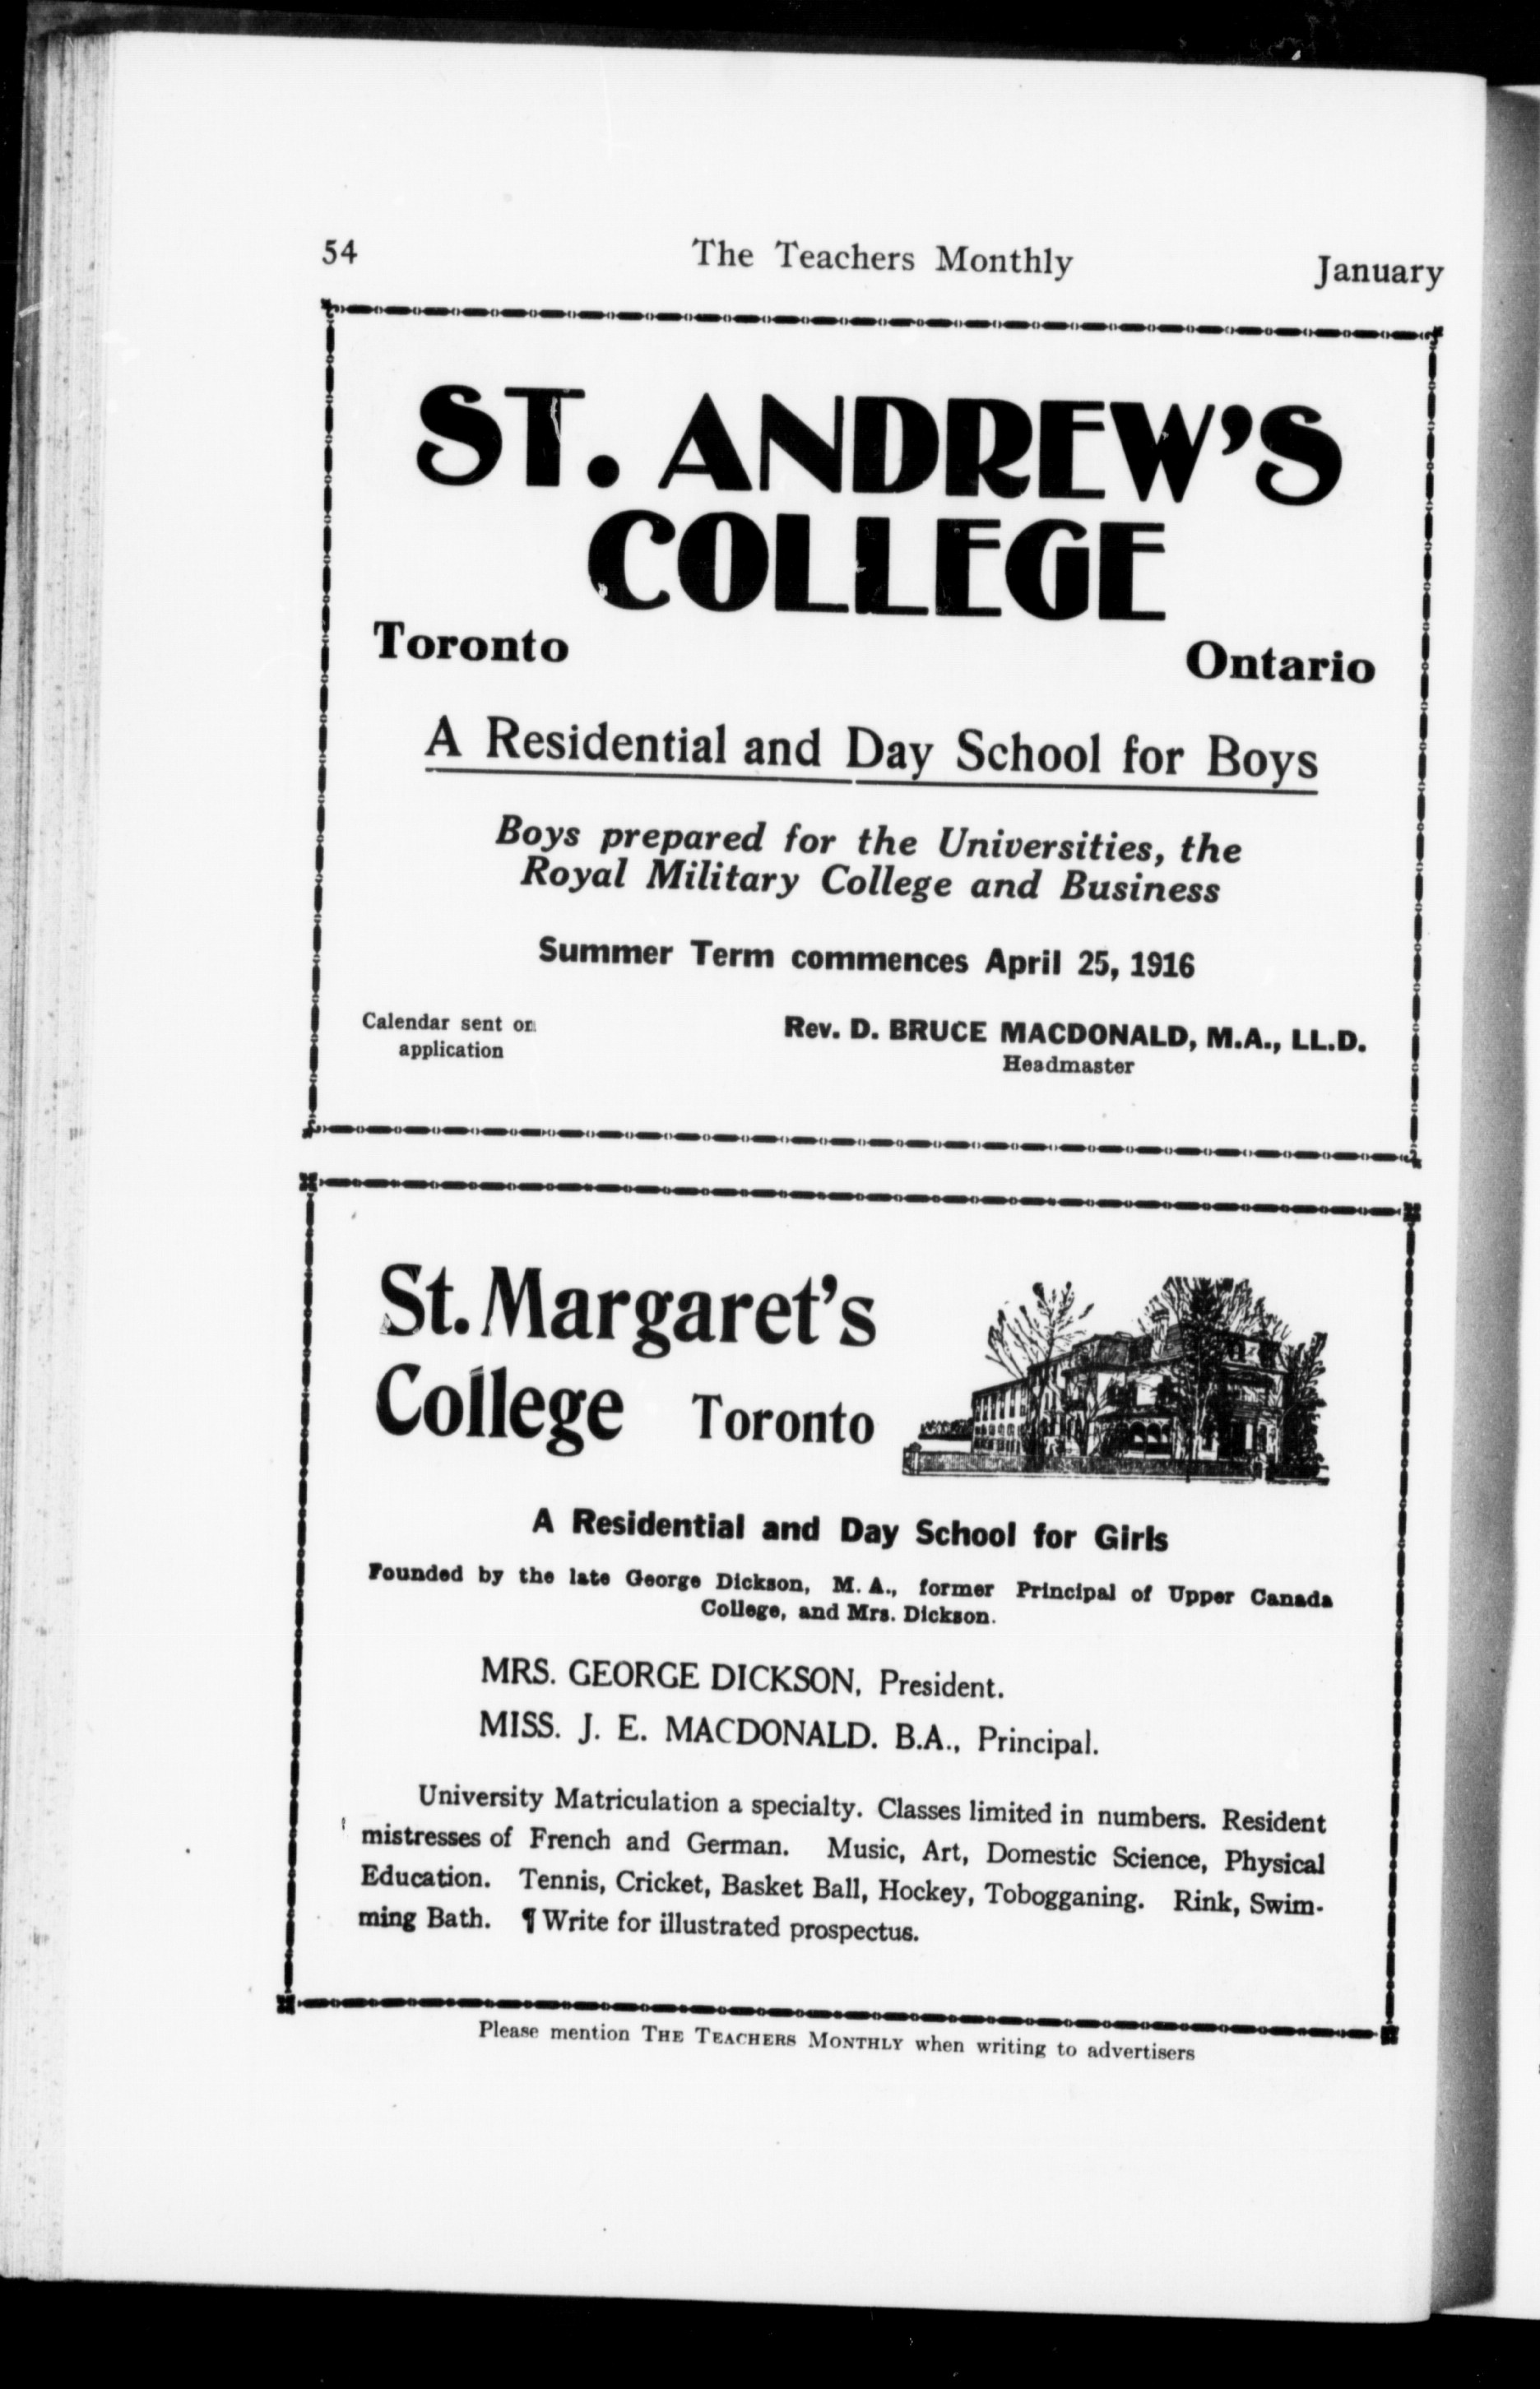 54 The Teachers Monthly January
ST. ANDREW'S
COLLEGE
Toronto Ontario
A Residential and Day School for Boys
Boys prepared for the Universities, the
Royal Military College and Business
Summer Term commences April 25, 1916
Calendar sent on
application
Rev. D. BRUCE MACDONALD, M.A., LL.D.
Headmaster
St. Margaret's
College Toronto
A Residential and Day School for Girls
Founded by the late George Dickson, M. A., former Principal of Upper Canada
College, and Mrs. Dickson.
MRS. GEORGE DICKSON, President.
MISS. J. E. MACDONALD. B.A., Principal.
University Matriculation a specialty. Classes limited in numbers. Resident
mistresses of French and German. Music, Art, Domestic Science, Physical
Education. Tennis, Cricket, Basket Ball, Hockey, Tobogganing. Rink, Swim-
ming Bath. ¶ Write for illustrated prospectus.
Please mention THE TEACHERS MONTHLY when writing to advertisers